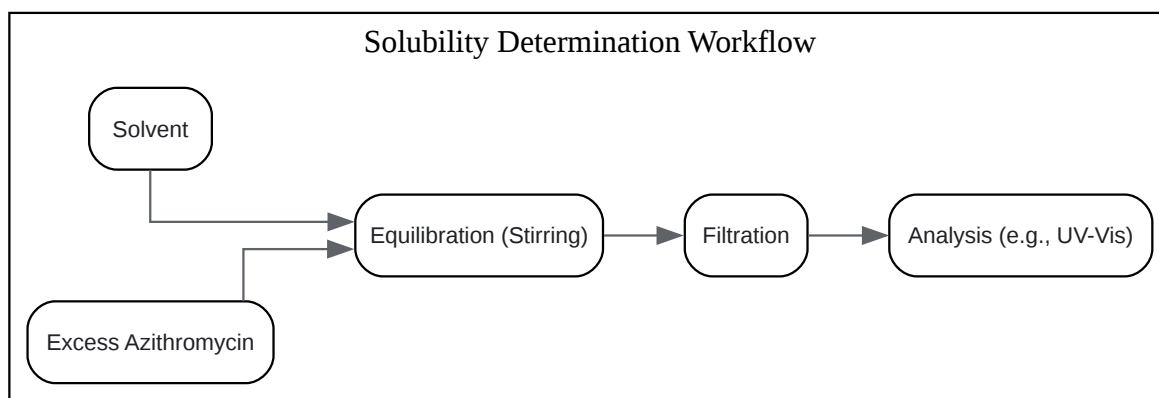 Solubility Determination Workflow
Solvent
Equilibration (Stirring)
Filtration
Analysis (e.g., UV-Vis)
Excess Azithromycin